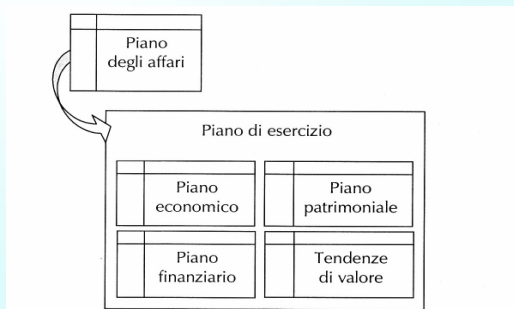 Piano
degli affari
Piano di esercizio
Piano
economico
Piano
patrimoniale
Piano
finanziario
Tendenze
di valore